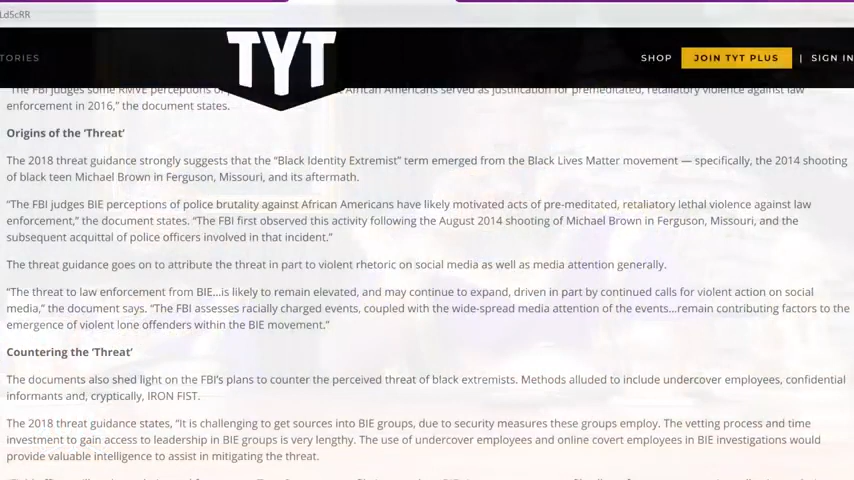 Ld5cRR
TORIES
TYT
SHOP JOIN TYT PLUS | SIGN IN
"The FBI judges some RMVE perceptions of African Americans served as justification for premeditated, retaliatory violence against law
enforcement in 2016," the document states.
Origins of the 'Threat'
The 2018 threat guidance strongly suggests that the "Black Identity Extremist" term emerged from the Black Lives Matter movement — specifically, the 2014 shooting
of black teen Michael Brown in Ferguson, Missouri, and its aftermath.
"The FBI judges BIE perceptions of police brutality against African Americans have likely motivated acts of pre-meditated, retaliatory lethal violence against law
enforcement," the document states. "The FBI first observed this activity following the August 2014 shooting of Michael Brown in Ferguson, Missouri, and the
subsequent acquittal of police officers involved in that incident."
The threat guidance goes on to attribute the threat in part to violent rhetoric on social media as well as media attention generally.
"The threat to law enforcement from BIE...is likely to remain elevated, and may continue to expand, driven in part by continued calls for violent action on social
media," the document says. "The FBI assesses racially charged events, coupled with the wide-spread media attention of the events...remain contributing factors to the
emergence of violent lone offenders within the BIE movement."
Countering the 'Threat'
The documents also shed light on the FBI's plans to counter the perceived threat of black extremists. Methods alluded to include undercover employees, confidential
informants and, cryptically, IRON FIST.
The 2018 threat guidance states, "It is challenging to get sources into BIE groups, due to security measures these groups employ. The vetting process and time
investment to gain access to leadership in BIE groups is very lengthy. The use of undercover employees and online covert employees in BIE investigations would
provide valuable intelligence to assist in mitigating the threat.